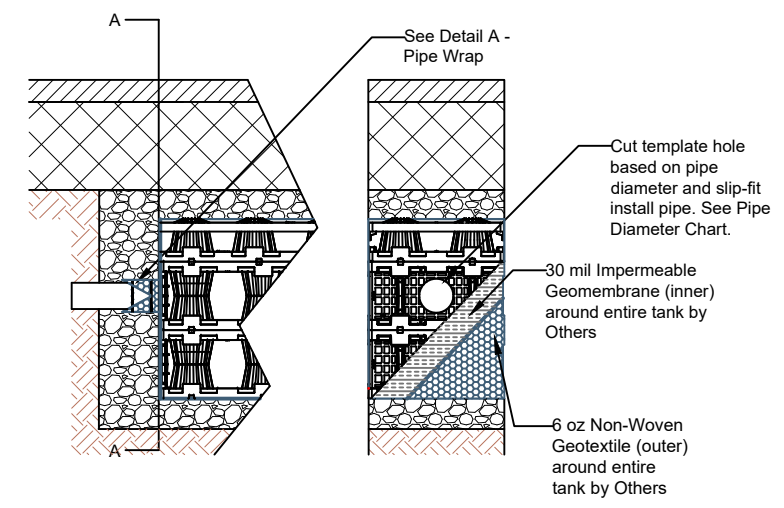 A
See Detail A -
Pipe Wrap
Cut template hole
based on pipe
diameter and slip-fit
install pipe. See Pipe
Diameter Chart.
30 mil Impermeable
Geomembrane (inner)
around entire tank by
Others
6 oz Non-Woven
Geotextile (outer)
around entire
tank by Others
A